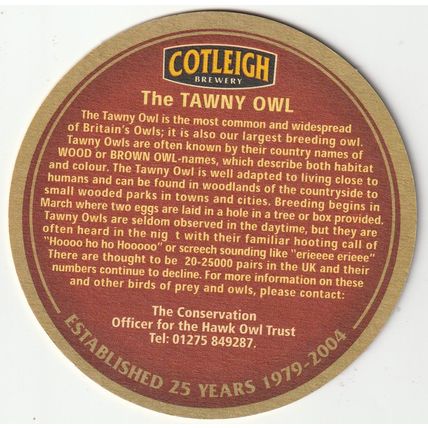 COTLEIGH
BREWERY
The TAWNY OWL
The Tawny Owl is the most common and widespread
of Britain's Owls; it is also our largest breeding owl.
Tawny Owls are often known by their country names of
WOOD or BROWN OWL-names, which describe both habitat
and colour. The Tawny Owl is well adapted to living close to
humans and can be found in woodlands of the countryside to
small wooded parks in towns and cities. Breeding begins in
March where two eggs are laid in a hole in a tree or box provided.
Tawny Owls are seldom observed in the daytime, but they are
often heard in the nig t with their familiar hooting call of
"Hoooo ho ho Hooooo" or screech sounding like "erieeee erieee"
There are thought to be 20-25000 pairs in the UK and their
numbers continue to decline. For more information on these
and other birds of prey and owls, please contact:
The Conservation
Officer for the Hawk Owl Trust
Tel: 01275 849287.
ESTABLISHED 25 YEARS 1979-2004